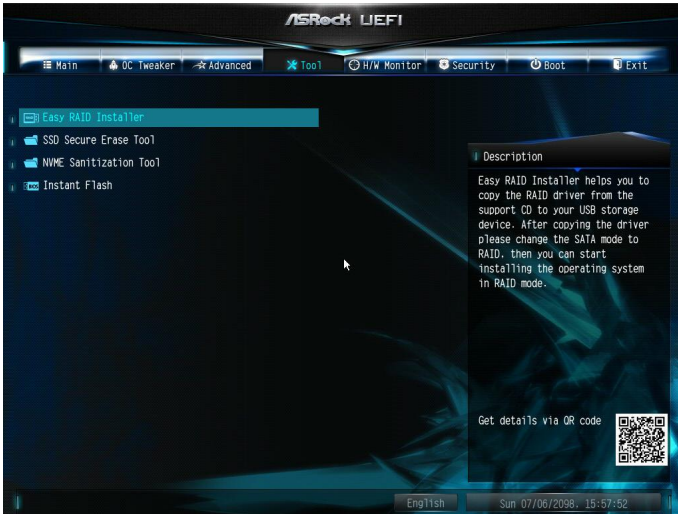 ASRock UEFI
Main OC Tweaker Advanced Tool H/W Monitor Security Boot Exit
Easy RAID Installer
SSD Secure Erase Tool
NVME Sanitization Tool
Instant Flash
Description
Easy RAID Installer helps you to
copy the RAID driver from the
support CD to your USB storage
device. After copying the driver
please change the SATA mode to
RAID, then you can start
installing the operating system
in RAID mode.
Get details via QR code
English Sun 07/06/2098, 15:57:52